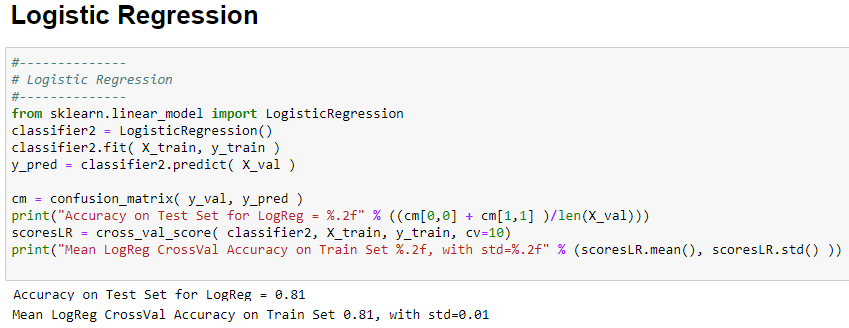 Logistic Regression
#--------------
# Logistic Regression
#--------------
from sklearn.linear_model import LogisticRegression
classifier2 = LogisticRegression()
classifier2.fit( X_train, y_train )
y_pred = classifier2.predict( X_val )
cm = confusion_matrix( y_val, y_pred )
print("Accuracy on Test Set for LogReg = %.2f" % ((cm[0,0] + cm[1,1] )/len(X_val)))
scoresLR = cross_val_score( classifier2, X_train, y_train, cv=10)
print("Mean LogReg CrossVal Accuracy on Train Set %.2f, with std=%.2f" % (scoresLR.mean(), scoresLR.std() ))
Accuracy on Test Set for LogReg = 0.81
Mean LogReg CrossVal Accuracy on Train Set 0.81, with std=0.01